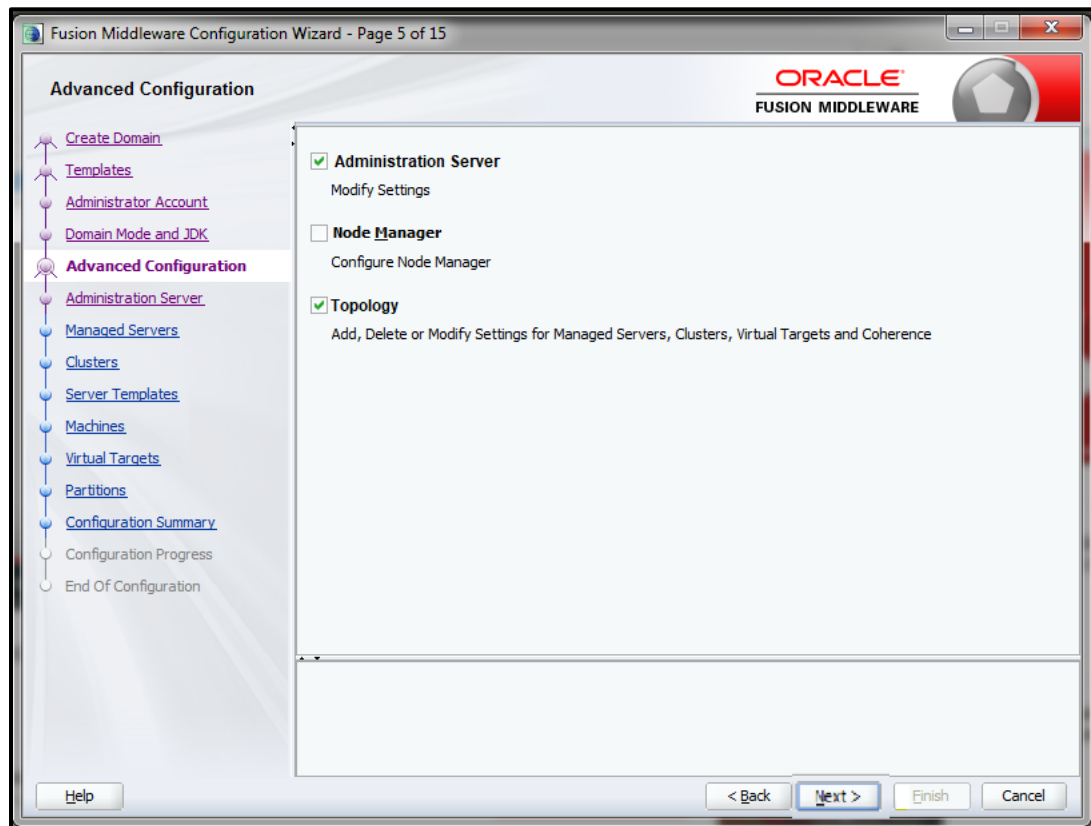 Fusion Middleware Configuration Wizard - Page 5 of 15
Advanced Configuration
ORACLE
FUSION MIDDLEWARE
Create Domain
Templates
Administrator Account
Domain Mode and JDK
Advanced Configuration
Administration Server
Managed Servers
Clusters
Server Templates
Machines
Virtual Targets
Partitions
Configuration Summary
Configuration Progress
End Of Configuration
Administration Server
Modify Settings
Node Manager
Configure Node Manager
Topology
Add, Delete or Modify Settings for Managed Servers, Clusters, Virtual Targets and Coherence
Help
< Back
Next >
Finish
Cancel